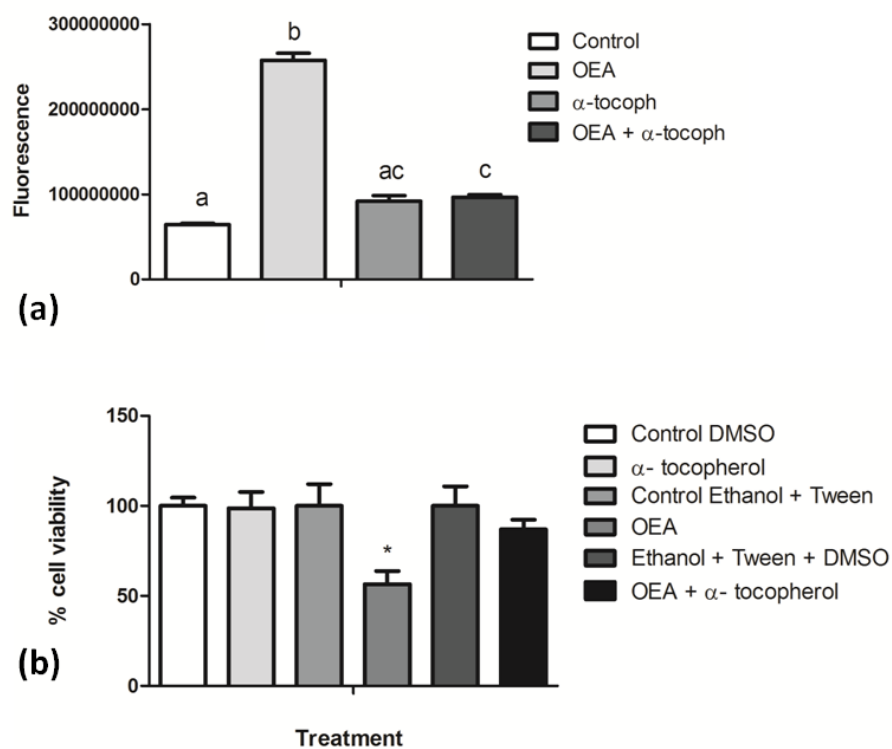 300000000
200000000
100000000
0
Fluorescence
a
b
ac
c
Control
OEA
α-tocoph
OEA + α-tocoph
(a)
150
100
50
0
% cell viability
*
Control DMSO
α- tocopherol
Control Ethanol + Tween
OEA
Ethanol + Tween + DMSO
OEA + α- tocopherol
(b)
Treatment